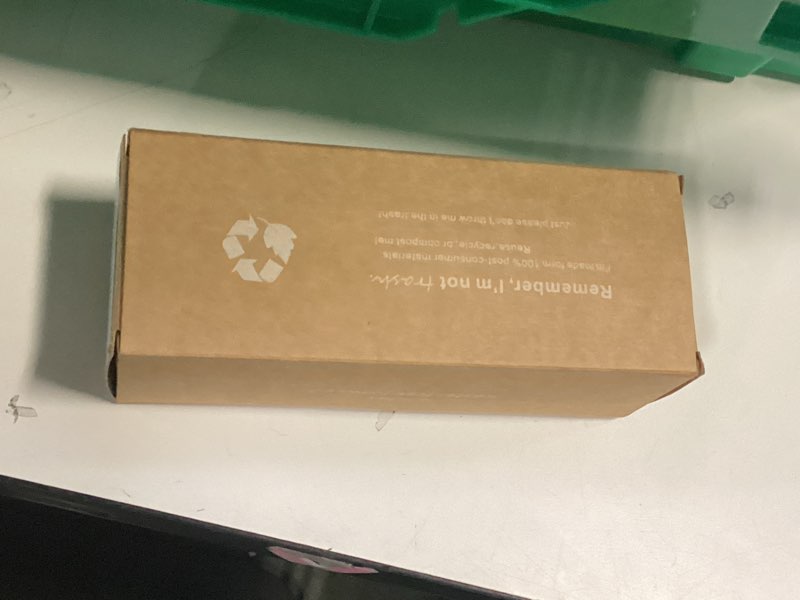 Remember, I'm not trash.
I'm made form 100% post-consumer materials
Reuse, recycle, or compost me!
Just please don't throw me in the trash!